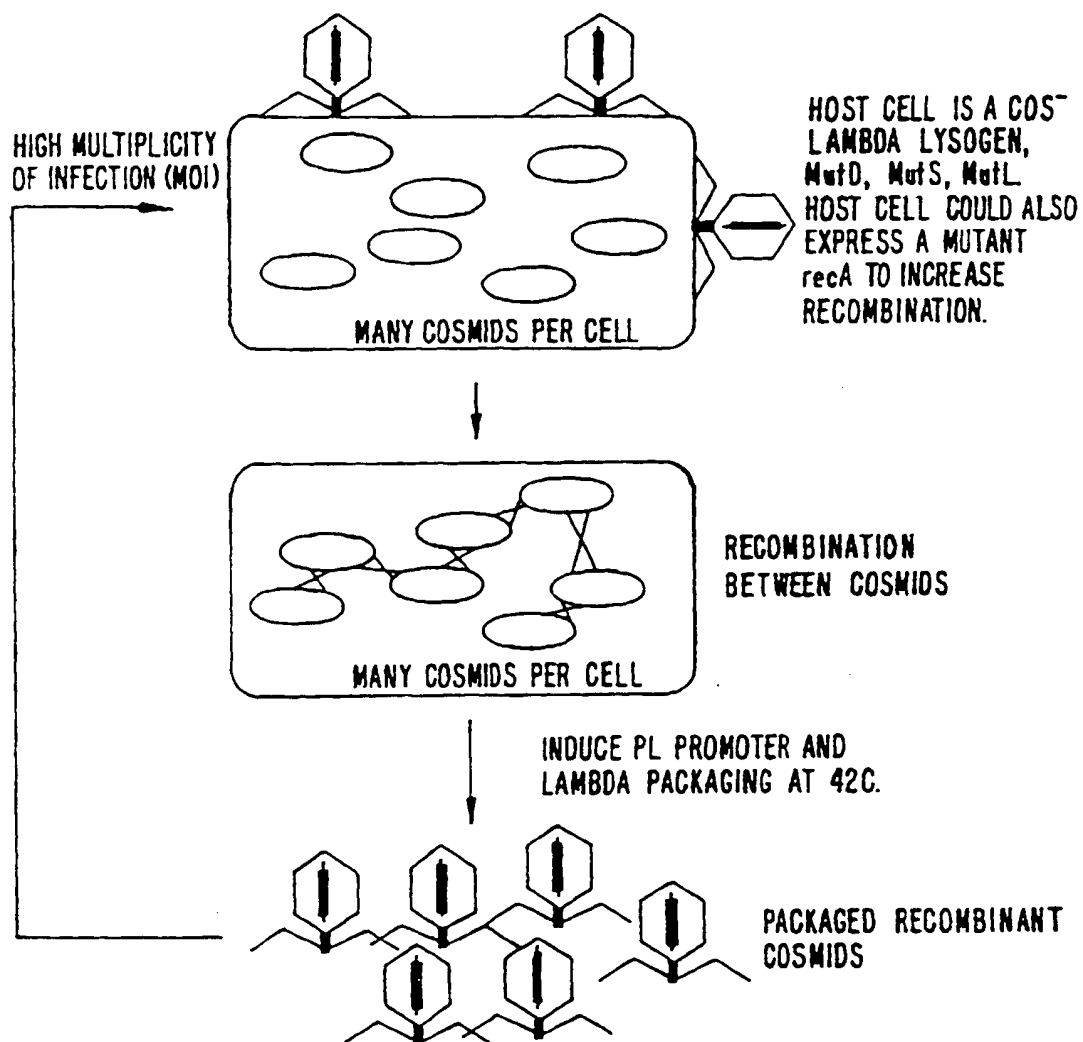 HIGH MULTIPLICITY
OF INFECTION (MOI)
HOST CELL IS A COS⁻
LAMBDA LYSOGEN,
MutD, MutS, MutL.
HOST CELL COULD ALSO
EXPRESS A MUTANT
recA TO INCREASE
RECOMBINATION.
MANY COSMIDS PER CELL
RECOMBINATION
BETWEEN COSMIDS
MANY COSMIDS PER CELL
INDUCE PL PROMOTER AND
LAMBDA PACKAGING AT 42C.
PACKAGED RECOMBINANT
COSMIDS